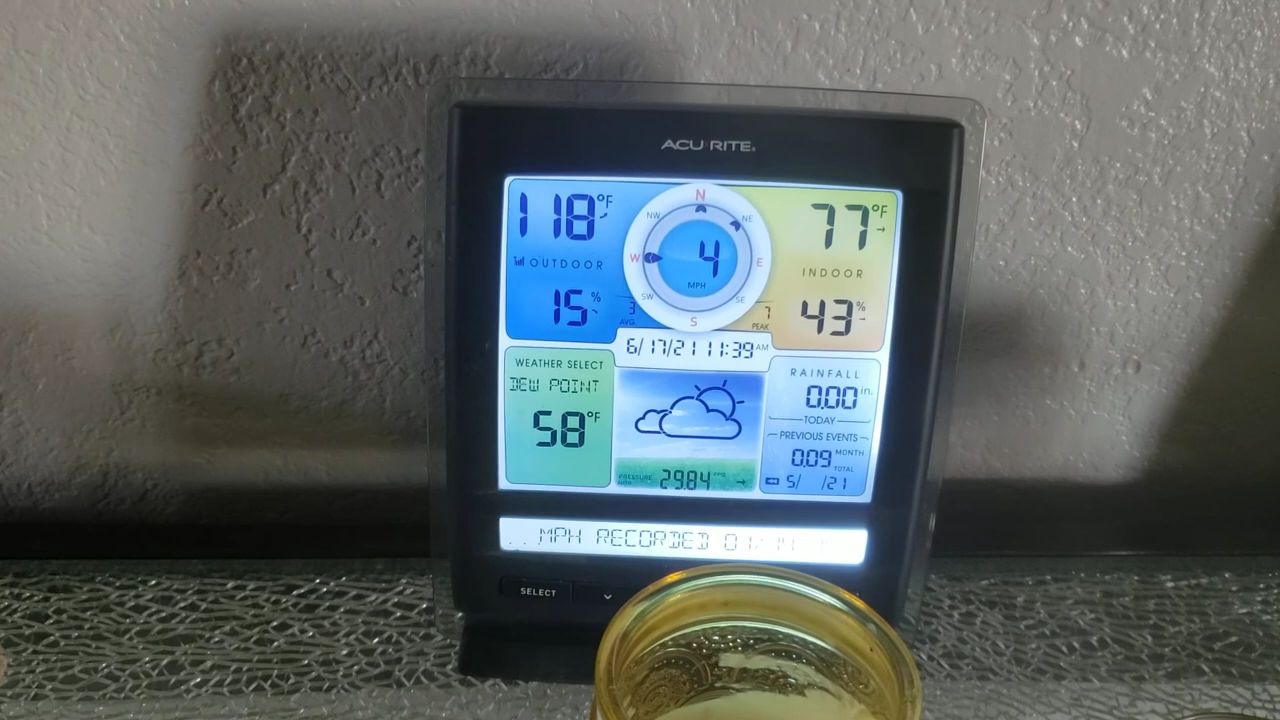 ACU RITE
118°F
OUTDOOR
15%
N
NE
E
SE
S
SW
W
NW
4
MPH
3
AVG.
7
PEAK
77°F
INDOOR
43%
6/17/21 11:39 AM
WEATHER SELECT
DEW POINT
58°F
PRESSURE
29.84
RAINFALL
0.00 in.
TODAY
PREVIOUS EVENTS
0.09 MONTH
TOTAL
5/ /21
MPH RECORDED
SELECT